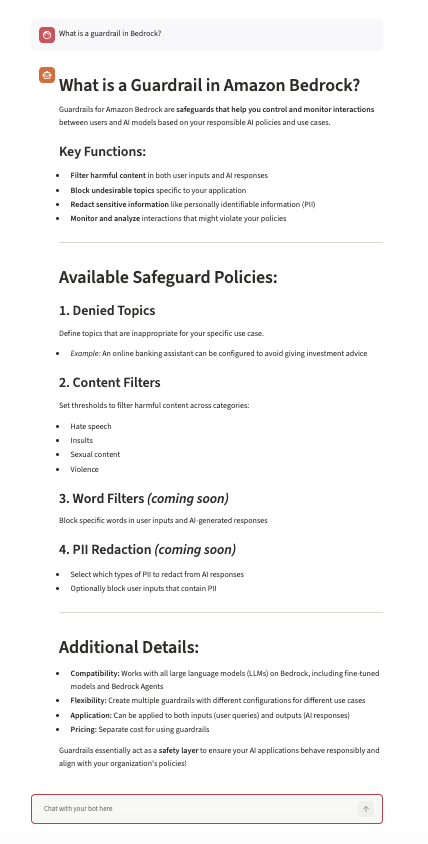 What is a guardrail in Bedrock?
What is a Guardrail in Amazon Bedrock?
Guardrails for Amazon Bedrock are safeguards that help you control and monitor interactions
between users and AI models based on your responsible AI policies and use cases.
Key Functions:
• Filter harmful content in both user inputs and AI responses
• Block undesirable topics specific to your application
• Redact sensitive information like personally identifiable information (PII)
• Monitor and analyze interactions that might violate your policies
Available Safeguard Policies:
1. Denied Topics
Define topics that are inappropriate for your specific use case.
• Example: An online banking assistant can be configured to avoid giving investment advice
2. Content Filters
Set thresholds to filter harmful content across categories:
• Hate speech
• Insults
• Sexual content
• Violence
3. Word Filters (coming soon)
Block specific words in user inputs and AI-generated responses
4. PII Redaction (coming soon)
• Select which types of PII to redact from AI responses
• Optionally block user inputs that contain PII
Additional Details:
• Compatibility: Works with all large language models (LLMs) on Bedrock, including fine-tuned
models and Bedrock Agents
• Flexibility: Create multiple guardrails with different configurations for different use cases
• Application: Can be applied to both inputs (user queries) and outputs (AI responses)
• Pricing: Separate cost for using guardrails
Guardrails essentially act as a safety layer to ensure your AI applications behave responsibly and
align with your organization's policies!
Chat with your bot here